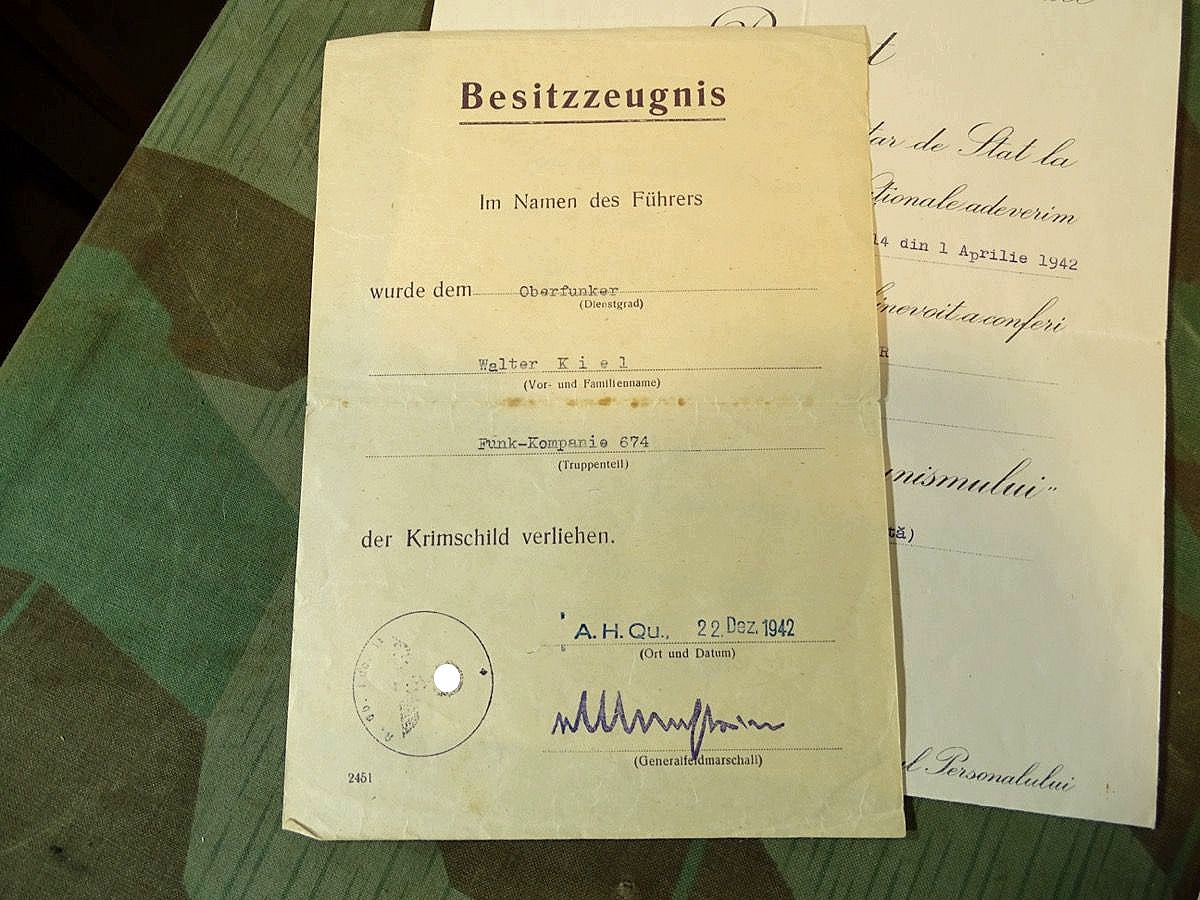 Besitzzeugnis
Im Namen des Führers
wurde dem Oberfunker
(Dienstgrad)
Walter Kiel
(Vor- und Familienname)
Funk-Kompanie 674
(Truppenteil)
der Krimschild verliehen.
A. H. Qu., 22. Dez. 1942
(Ort und Datum)
(Generalfeldmarschall)
2451
tar de Stat la
ționale adeverim
14 din 1 Aprilie 1942
binevoit a conferi
R
unismului"
tă)
l Personalului